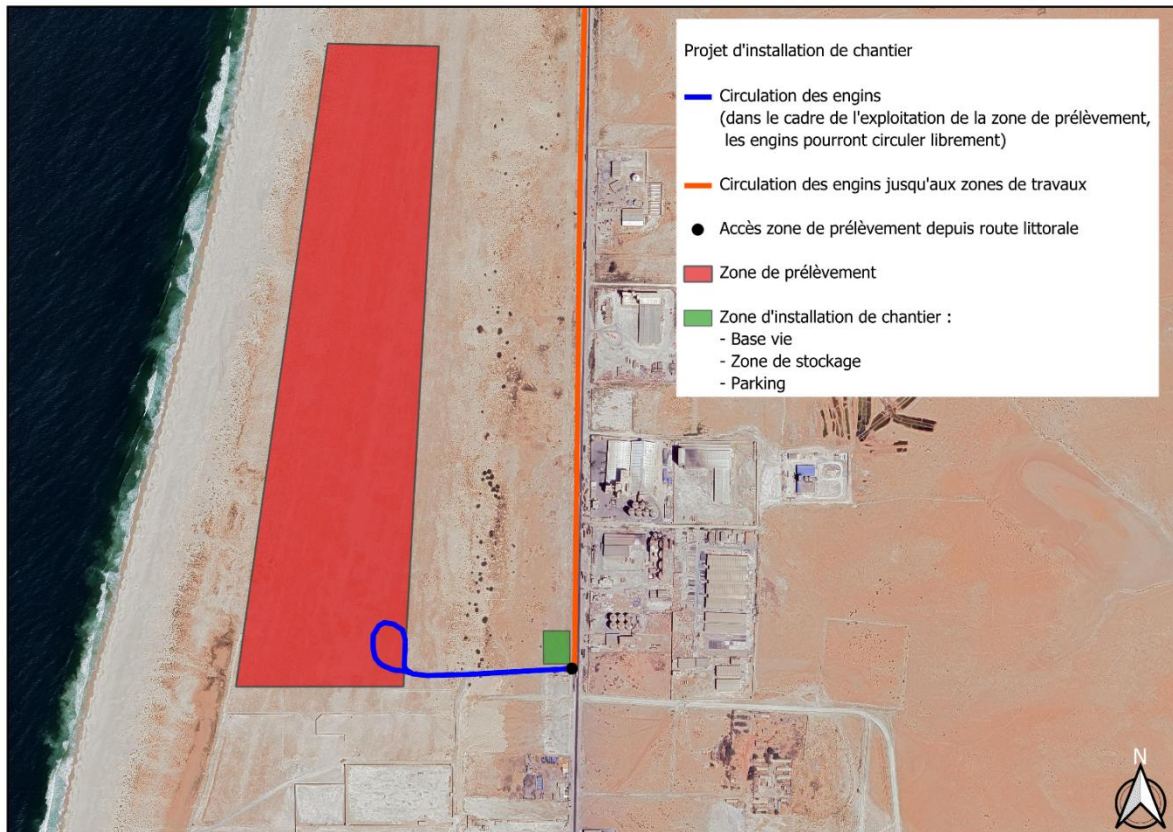 Projet d'installation de chantier
Circulation des engins
(dans le cadre de l'exploitation de la zone de prélèvement,
les engins pourront circuler librement)
Circulation des engins jusqu'aux zones de travaux
Accès zone de prélèvement depuis route littorale
Zone de prélèvement
Zone d'installation de chantier :
- Base vie
- Zone de stockage
- Parking
N